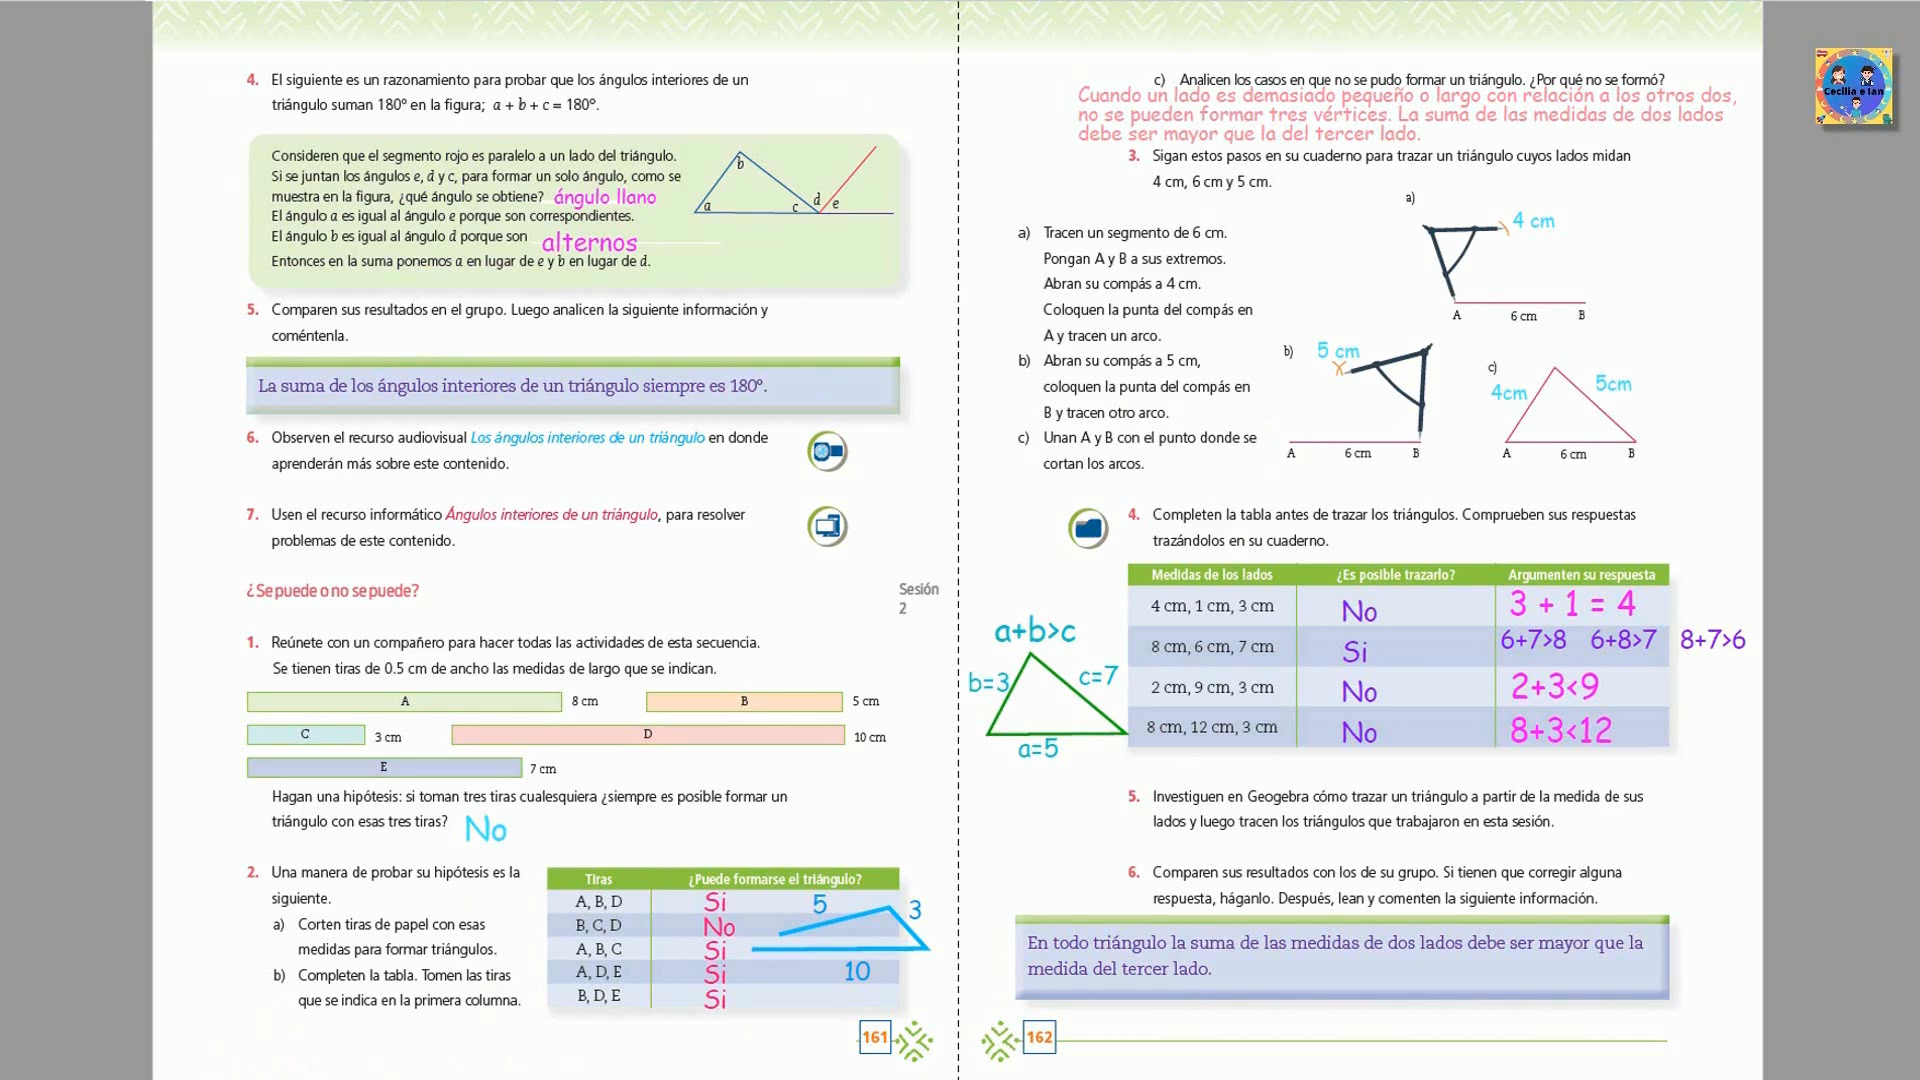 4. El siguiente es un razonamiento para probar que los ángulos interiores de un
triángulo suman 180° en la figura; a + b + c = 180°.
Consideren que el segmento rojo es paralelo a un lado del triángulo.
Si se juntan los ángulos e, d y c, para formar un solo ángulo, como se
muestra en la figura, ¿qué ángulo se obtiene? ángulo llano
El ángulo a es igual al ángulo e porque son correspondientes.
El ángulo b es igual al ángulo d porque son alternos
Entonces en la suma ponemos a en lugar de e y b en lugar de d.
b
a c d e
5. Comparen sus resultados en el grupo. Luego analicen la siguiente información y
coméntenla.
La suma de los ángulos interiores de un triángulo siempre es 180°.
6. Observen el recurso audiovisual Los ángulos interiores de un triángulo en donde
aprenderán más sobre este contenido.
7. Usen el recurso informático Ángulos interiores de un triángulo, para resolver
problemas de este contenido.
¿Se puede o no se puede?
Sesión
2
1. Reúnete con un compañero para hacer todas las actividades de esta secuencia.
Se tienen tiras de 0.5 cm de ancho las medidas de largo que se indican.
A 8 cm B 5 cm
C 3 cm D 10 cm
E 7 cm
Hagan una hipótesis: si toman tres tiras cualesquiera ¿siempre es posible formar un
triángulo con esas tres tiras? No
2. Una manera de probar su hipótesis es la
siguiente.
a) Corten tiras de papel con esas
medidas para formar triángulos.
b) Completen la tabla. Tomen las tiras
que se indica en la primera columna.
Tiras ¿Puede formarse el triángulo?
A, B, D Si
B, C, D No
A, B, C Si
A, D, E Si
B, D, E Si
5 3
10
161
c) Analicen los casos en que no se pudo formar un triángulo. ¿Por qué no se formó?
Cuando un lado es demasiado pequeño o largo con relación a los otros dos,
no se pueden formar tres vértices. La suma de las medidas de dos lados
debe ser mayor que la del tercer lado.
3. Sigan estos pasos en su cuaderno para trazar un triángulo cuyos lados midan
4 cm, 6 cm y 5 cm.
a) Tracen un segmento de 6 cm.
Pongan A y B a sus extremos.
Abran su compás a 4 cm.
Coloquen la punta del compás en
A y tracen un arco.
b) Abran su compás a 5 cm,
coloquen la punta del compás en
B y tracen otro arco.
c) Unan A y B con el punto donde se
cortan los arcos.
a)
4 cm
A 6 cm B
b) 5 cm
A 6 cm B
c)
4cm 5cm
A 6 cm B
4. Completen la tabla antes de trazar los triángulos. Comprueben sus respuestas
trazándolos en su cuaderno.
Medidas de los lados ¿Es posible trazarlo? Argumenten su respuesta
4 cm, 1 cm, 3 cm No 3 + 1 = 4
8 cm, 6 cm, 7 cm Si 6+7>8 6+8>7 8+7>6
2 cm, 9 cm, 3 cm No 2+3<9
8 cm, 12 cm, 3 cm No 8+3<12
a+b>c
b=3 c=7
a=5
5. Investiguen en Geogebra cómo trazar un triángulo a partir de la medida de sus
lados y luego tracen los triángulos que trabajaron en esta sesión.
6. Comparen sus resultados con los de su grupo. Si tienen que corregir alguna
respuesta, háganlo. Después, lean y comenten la siguiente información.
En todo triángulo la suma de las medidas de dos lados debe ser mayor que la
medida del tercer lado.
162
Cecilia e Ian